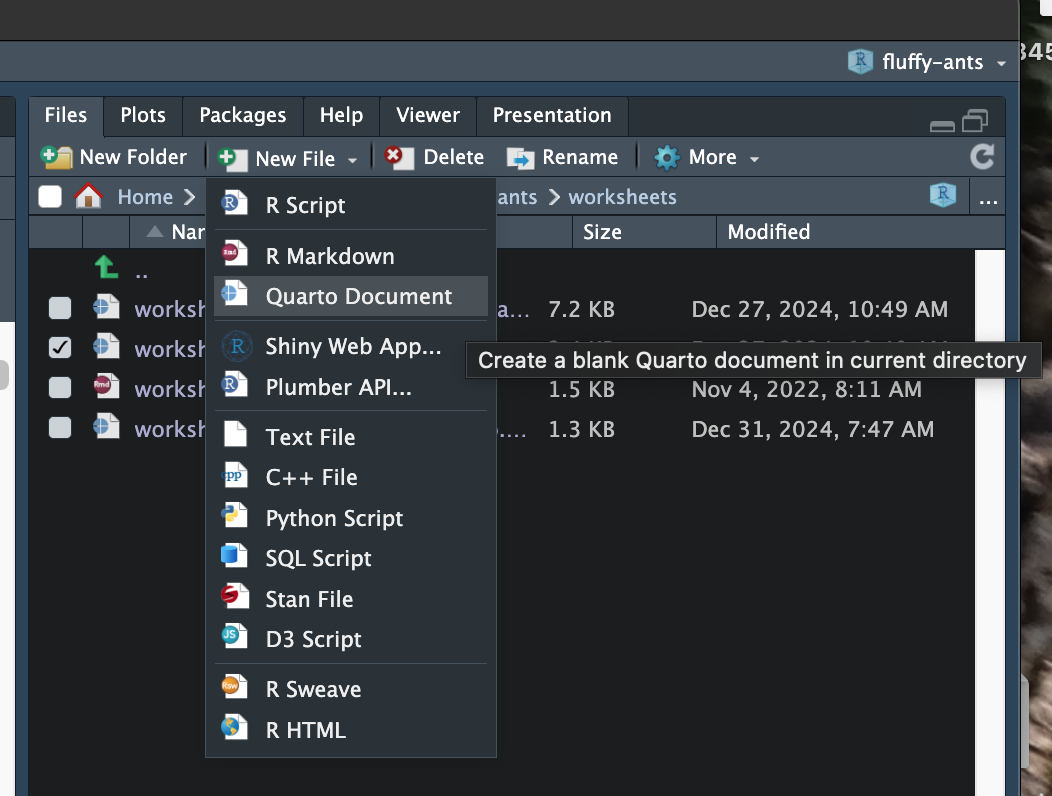 345
fluffy-ants
Files Plots Packages Help Viewer Presentation
New Folder New File Delete Rename More
Home ants worksheets ...
Nar Size Modified
..
worksh a... 7.2 KB Dec 27, 2024, 10:49 AM
worksh
worksh 1.5 KB Nov 4, 2022, 8:11 AM
worksh .... 1.3 KB Dec 31, 2024, 7:47 AM
R Script
R Markdown
Quarto Document
Create a blank Quarto document in current directory
Shiny Web App...
Plumber API...
Text File
C++ File
Python Script
SQL Script
Stan File
D3 Script
R Sweave
R HTML